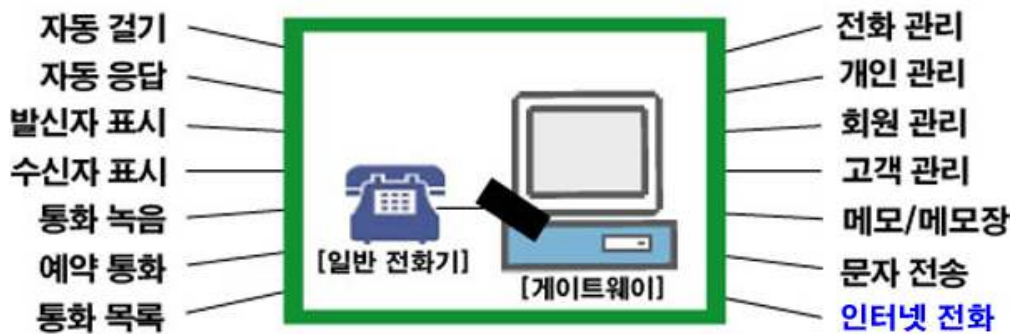 자동 걸기
자동 응답
발신자 표시
수신자 표시
통화 녹음
예약 통화
통화 목록
[일반 전화기]
[게이트웨이]
전화 관리
개인 관리
회원 관리
고객 관리
메모/메모장
문자 전송
인터넷 전화